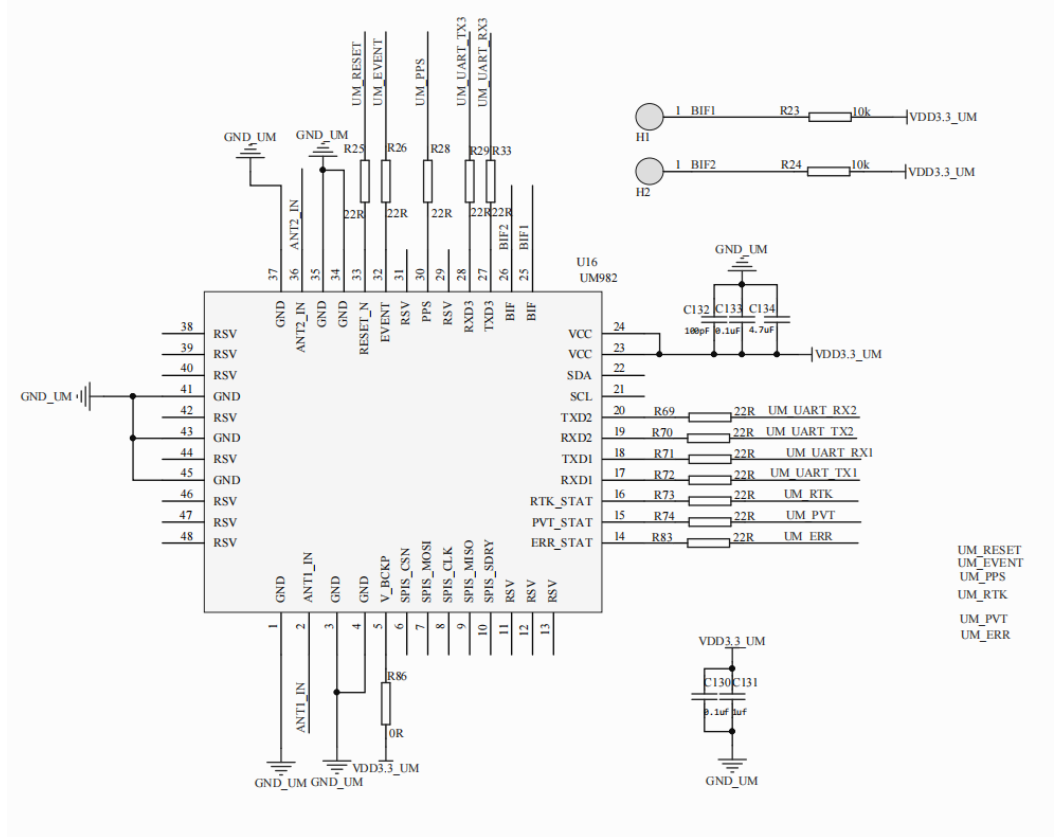 UM_RESET
UM_EVENT
UM_PPS
UM_UART_TX3
UM_UART_RX3
GND_UM
GND_UM
R25
R26
R28
R29
R33
22R
22R
22R
22R
22R
ANT2_IN
BIF2
BIF1
37
36
35
34
33
32
31
30
29
28
27
26
25
GND
ANT2_IN
GND
GND
RESET_N
EVENT
RSV
PPS
RSV
RXD3
TXD3
BIF
BIF
H1
1 BIF1
R23
10k
VDD3.3_UM
H2
1 BIF2
R24
10k
VDD3.3_UM
U16
UM982
GND_UM
C132
C133
C134
100pF
0.1uF
4.7uF
VDD3.3_UM
38 RSV
39 RSV
40 RSV
GND_UM
41 GND
42 RSV
43 GND
44 RSV
45 GND
46 RSV
47 RSV
48 RSV
VCC 24
VCC 23
SDA 22
SCL 21
TXD2 20 R69 22R UM_UART_RX2
RXD2 19 R70 22R UM_UART_TX2
TXD1 18 R71 22R UM_UART_RX1
RXD1 17 R72 22R UM_UART_TX1
RTK_STAT 16 R73 22R UM_RTK
PVT_STAT 15 R74 22R UM_PVT
ERR_STAT 14 R83 22R UM_ERR
GND
ANT1_IN
GND
GND
V_BCKP
SPIS_CSN
SPIS_MOSI
SPIS_CLK
SPIS_MISO
SPIS_SDRY
RSV
RSV
RSV
1
2
3
4
5
6
7
8
9
10
11
12
13
ANT1_IN
R86
0R
GND_UM
GND_UM
VDD3.3_UM
VDD3.3_UM
C130
C131
0.1uf
1uf
GND_UM
UM_RESET
UM_EVENT
UM_PPS
UM_RTK
UM_PVT
UM_ERR